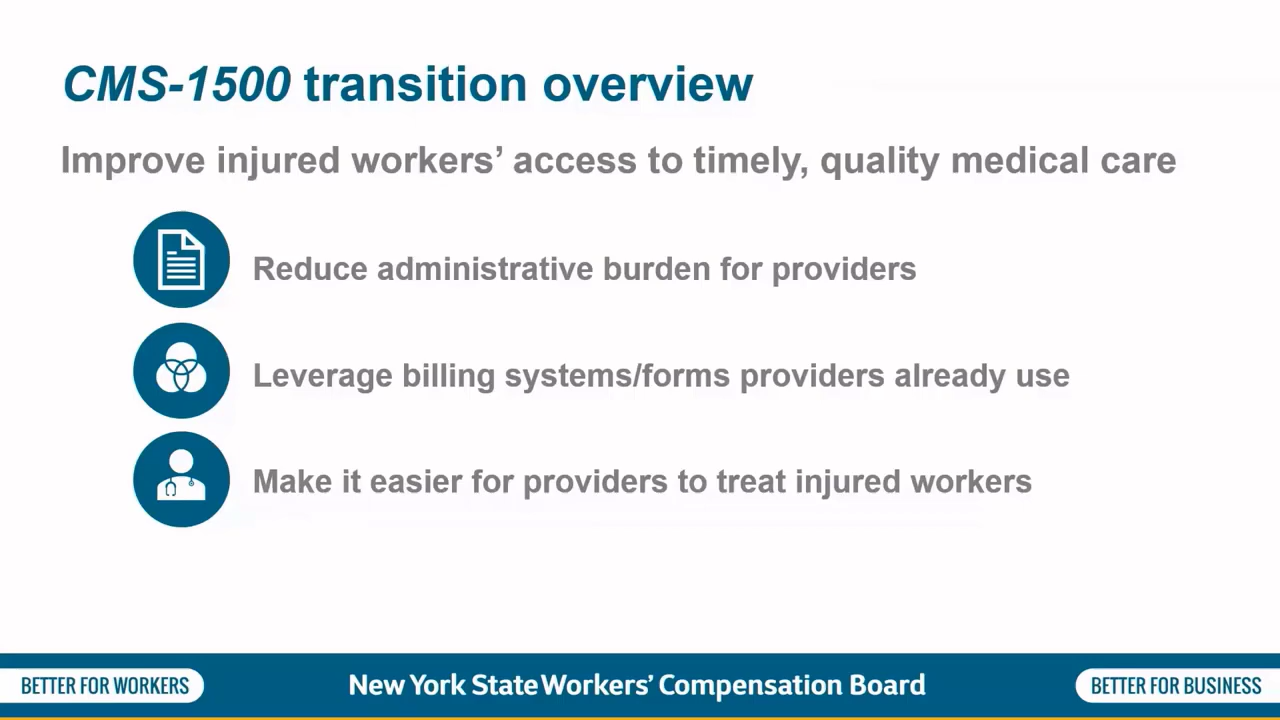 CMS-1500 transition overview
Improve injured workers’ access to timely, quality medical care
Reduce administrative burden for providers
Leverage billing systems/forms providers already use
Make it easier for providers to treat injured workers
BETTER FOR WORKERS
New York State Workers’ Compensation Board
BETTER FOR BUSINESS